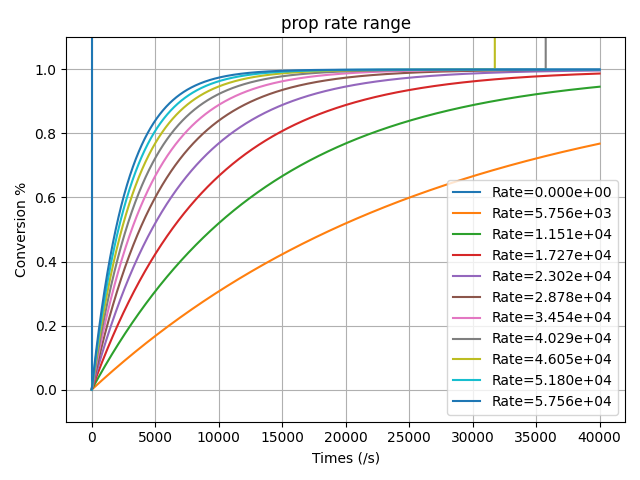 prop rate range
Conversion %
1.0
0.8
0.6
0.4
0.2
0.0
Rate=0.000e+00
Rate=5.756e+03
Rate=1.151e+04
Rate=1.727e+04
Rate=2.302e+04
Rate=2.878e+04
Rate=3.454e+04
Rate=4.029e+04
Rate=4.605e+04
Rate=5.180e+04
Rate=5.756e+04
0 5000 10000 15000 20000 25000 30000 35000 40000
Times (/s)